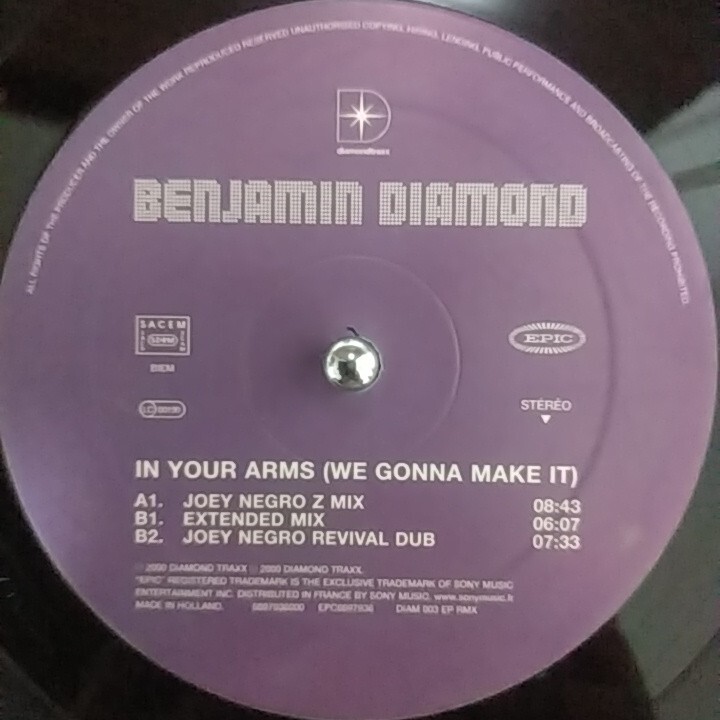 ALL RIGHTS OF THE PRODUCER AND THE OWNER OF THE WORK REPRODUCED RESERVED UNAUTHORISED COPYING, HIRING, LENDING, PUBLIC PERFORMANCE AND BROADCASTING OF THE RECORDING PROHIBITED
D
diamondtraxx
BENJAMIN DIAMOND
SACEM
BIEM
EPIC
LC
STÉRÉO
IN YOUR ARMS (WE GONNA MAKE IT)
A1. JOEY NEGRO Z MIX 08:43
B1. EXTENDED MIX 06:07
B2. JOEY NEGRO REVIVAL DUB 07:33
℗ 2000 DIAMOND TRAXX © 2000 DIAMOND TRAXX.
"EPIC" REGISTERED TRADEMARK IS THE EXCLUSIVE TRADEMARK OF SONY MUSIC
ENTERTAINMENT INC. DISTRIBUTED IN FRANCE BY SONY MUSIC. www.sonymusic.fr
MADE IN HOLLAND. DIAM 003 EP RMX